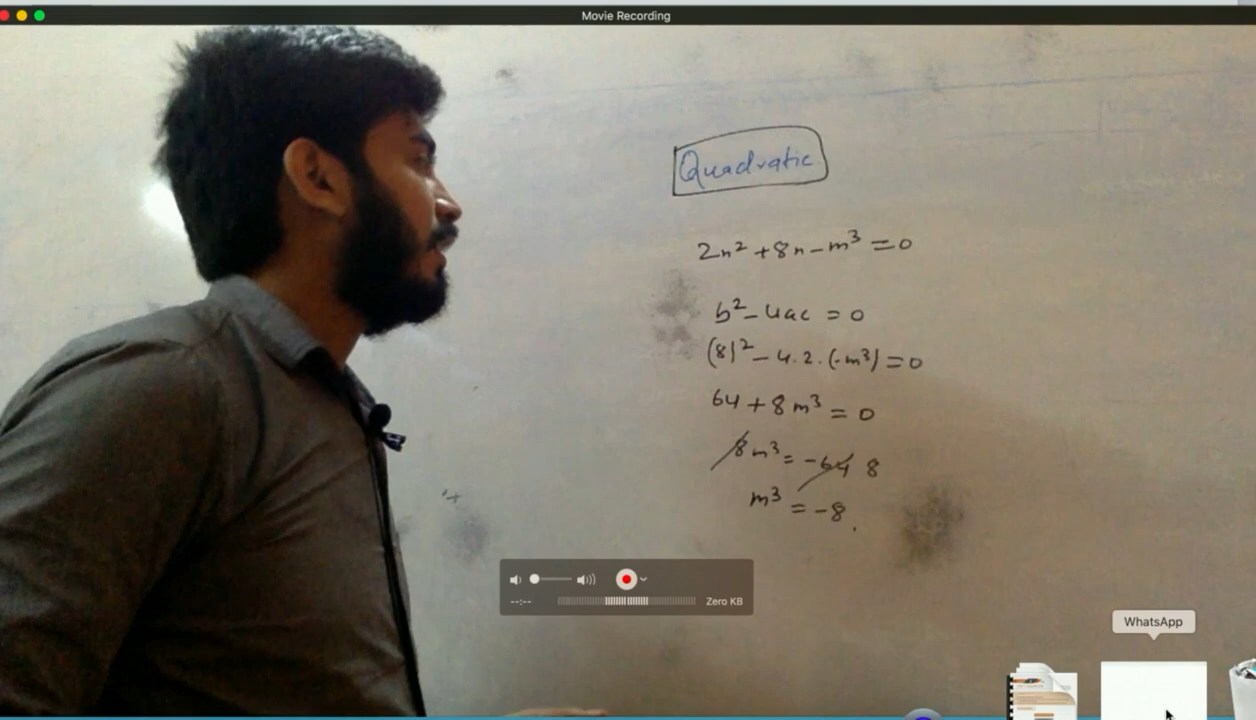 Movie Recording
Quadratic
2n² + 8n - m³ = 0
b² - 4ac = 0
(8)² - 4.2.(-m³) = 0
64 + 8m³ = 0
8m³ = -64 8
m³ = -8.
--:--
Zero KB
WhatsApp